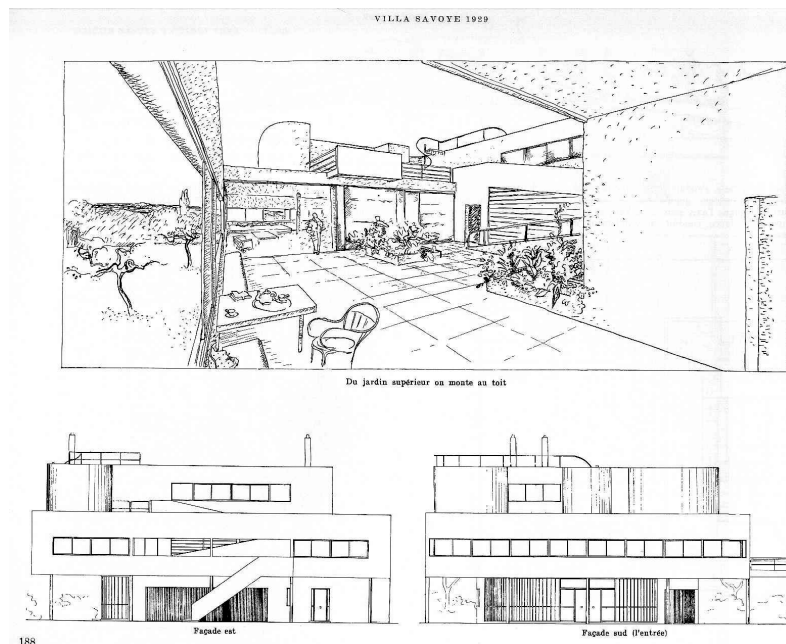 VILLA SAVOYE 1929
Du jardin supérieur on monte au toit
Façade est
Façade sud (l'entrée)
188